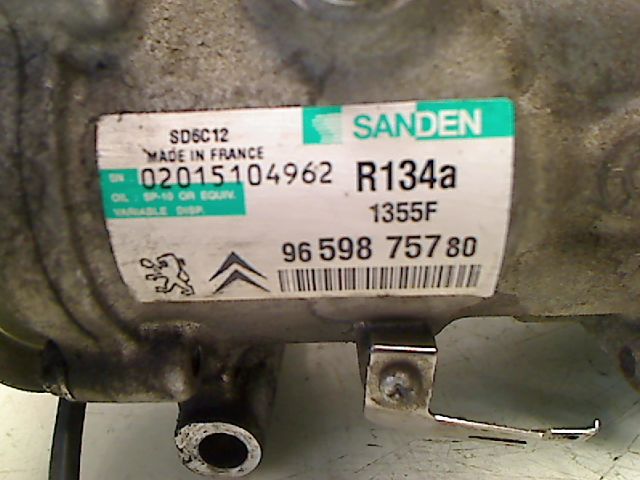 SANDEN
SD6C12
MADE IN FRANCE
SN : 02015104962
R134a
OIL : SP-10 OR EQUIV.
VARIABLE DISP.
1355F
96 598 757 80